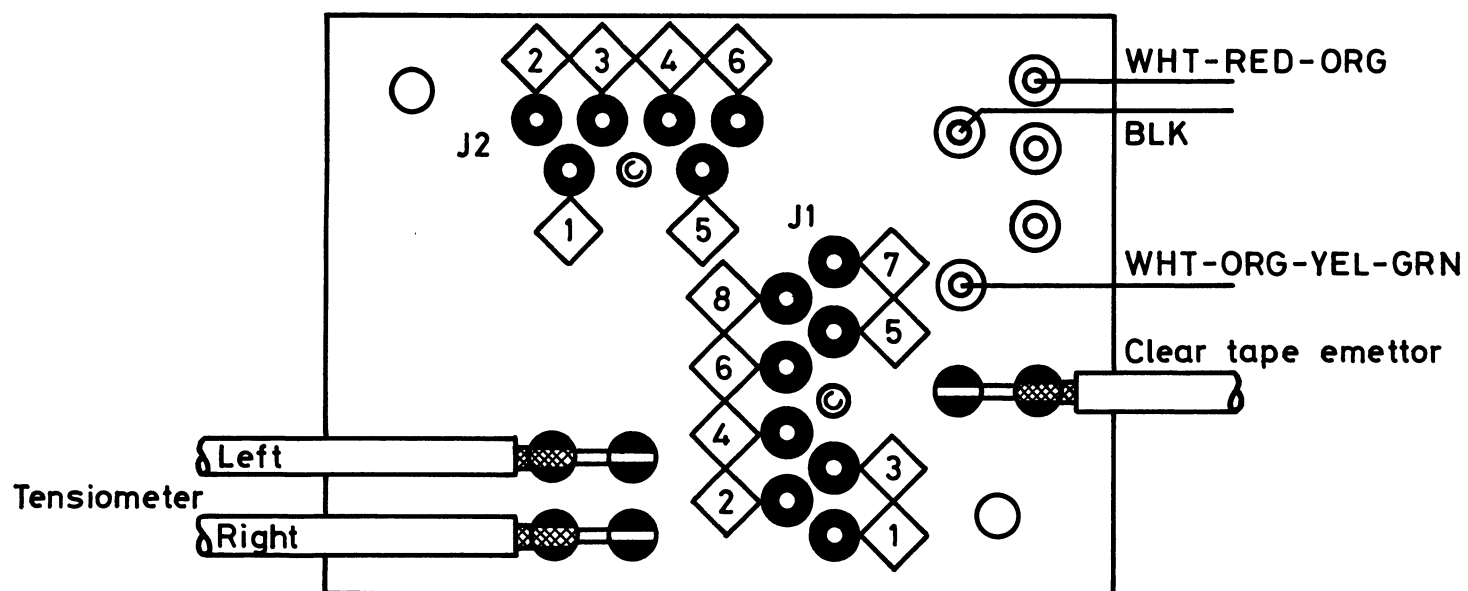 2 3 4 6
WHT-RED-ORG
J2
BLK
1 5
J1
7
WHT-ORG-YEL-GRN
8
5
Clear tape emettor
6
4
Left
3
Tensiometer
2
Right
1